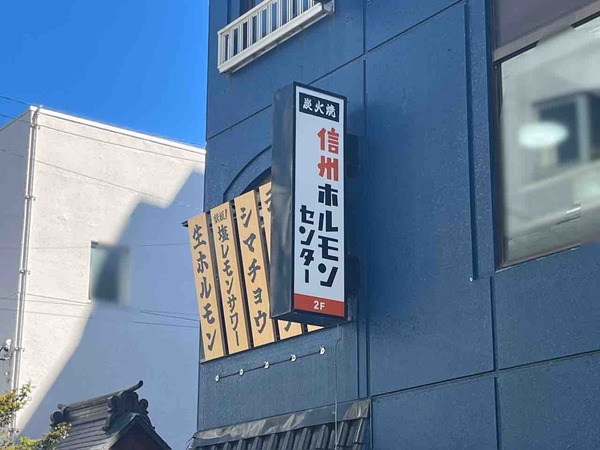 炭火焼
信州ホルモン
センター
2F
シマチョウ
塩レモンサワー
生ホルモン